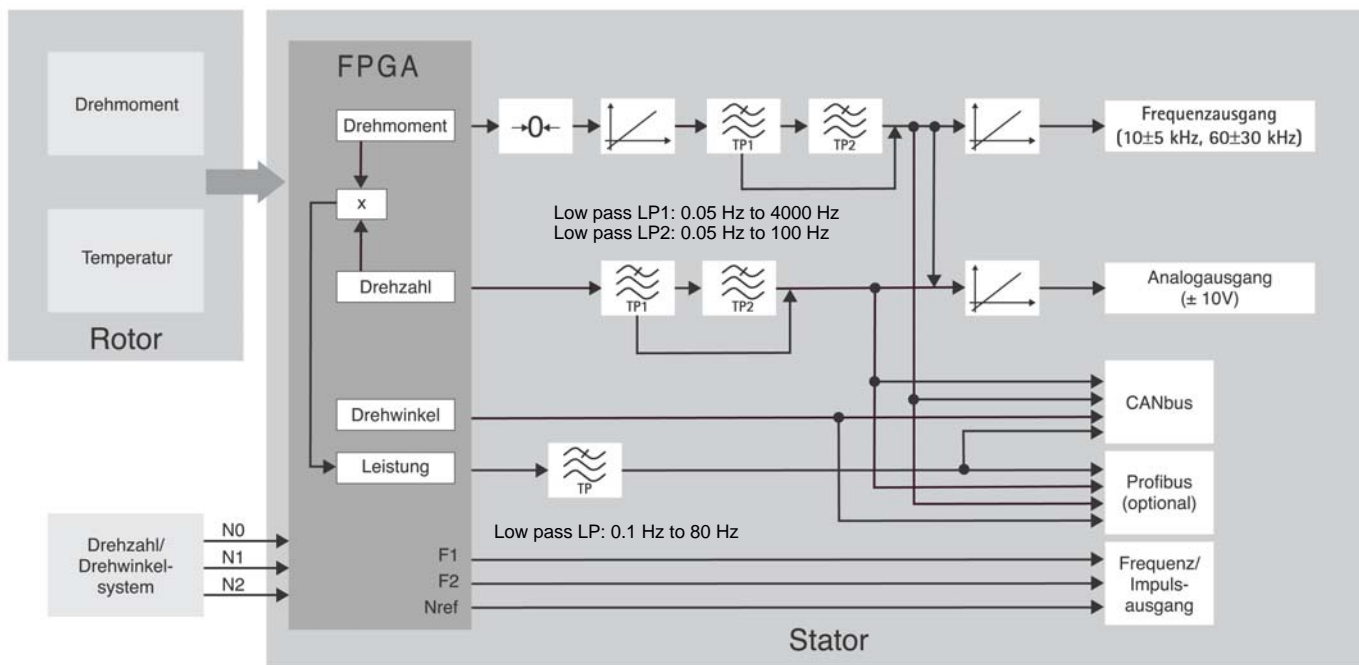 Drehmoment
Temperatur
Rotor
FPGA
Drehmoment
x
Drehzahl
Drehwinkel
Leistung
→0←
TP1
TP2
Frequenzausgang
(10±5 kHz, 60±30 kHz)
Low pass LP1: 0.05 Hz to 4000 Hz
Low pass LP2: 0.05 Hz to 100 Hz
TP1
TP2
Analogausgang
(± 10V)
CANbus
TP
Profibus
(optional)
Low pass LP: 0.1 Hz to 80 Hz
Drehzahl/
Drehwinkel-
system
N0
N1
N2
F1
F2
Nref
Frequenz/
Impuls-
ausgang
Stator